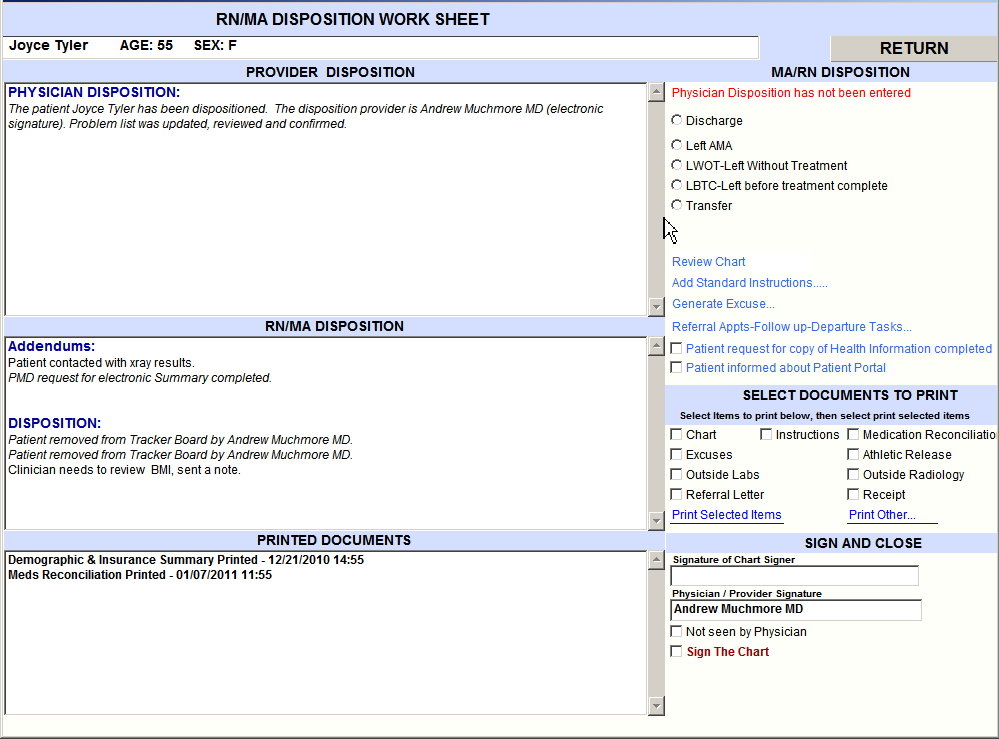 RN/MA DISPOSITION WORK SHEET
Joyce Tyler AGE: 55 SEX: F
RETURN
PROVIDER DISPOSITION
PHYSICIAN DISPOSITION:
The patient Joyce Tyler has been dispositioned. The disposition provider is Andrew Muchmore MD (electronic
signature). Problem list was updated, reviewed and confirmed.
RN/MA DISPOSITION
Addendums:
Patient contacted with xray results.
PMD request for electronic Summary completed.
DISPOSITION:
Patient removed from Tracker Board by Andrew Muchmore MD.
Patient removed from Tracker Board by Andrew Muchmore MD.
Clinician needs to review BMI, sent a note.
PRINTED DOCUMENTS
Demographic & Insurance Summary Printed - 12/21/2010 14:55
Meds Reconciliation Printed - 01/07/2011 11:55
MA/RN DISPOSITION
Physician Disposition has not been entered
Discharge
Left AMA
LWOT-Left Without Treatment
LBTC-Left before treatment complete
Transfer
Review Chart
Add Standard Instructions.....
Generate Excuse...
Referral Appts-Follow up-Departure Tasks...
Patient request for copy of Health Information completed
Patient informed about Patient Portal
SELECT DOCUMENTS TO PRINT
Select Items to print below, then select print selected items
Chart Instructions Medication Reconciliatio
Excuses Athletic Release
Outside Labs Outside Radiology
Referral Letter Receipt
Print Selected Items Print Other...
SIGN AND CLOSE
Signature of Chart Signer
Physician / Provider Signature
Andrew Muchmore MD
Not seen by Physician
Sign The Chart